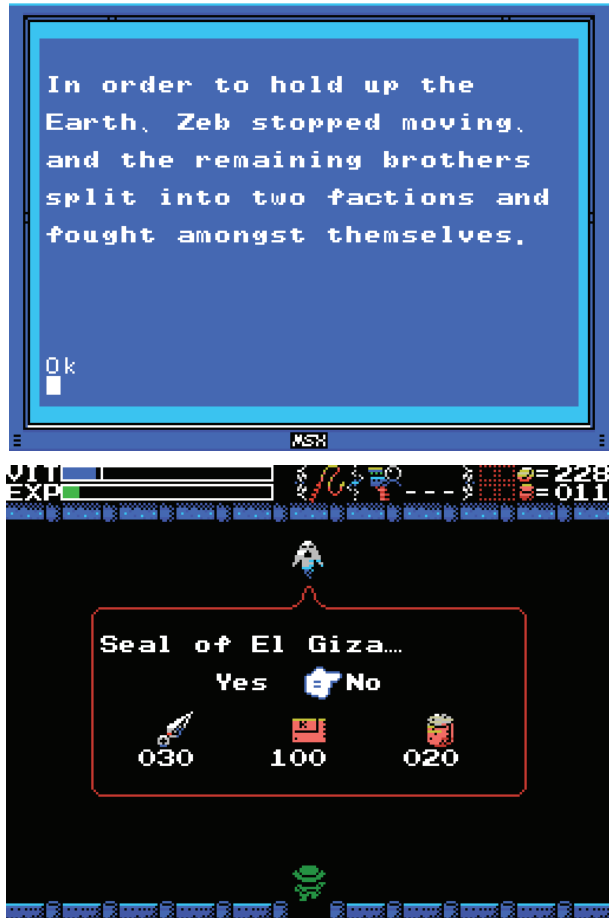 In order to hold up the
Earth、 Zeb stopped moving、
and the remaining brothers
split into two factions and
fought amongst themselves.
Ok
MSX
VIT
EXP
---
=228
=011
Seal of El Giza…
Yes No
K
030 100 020